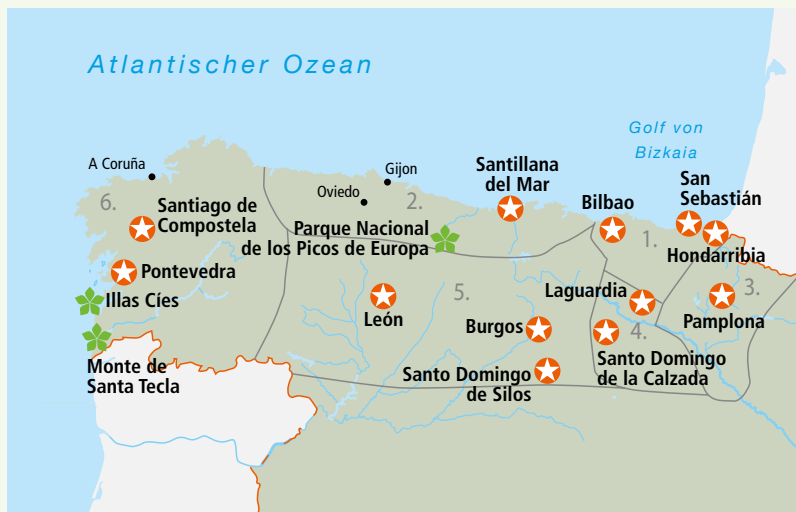 Atlantischer Ozean
Golf von
Bizkaia
A Coruña
Gijon
Oviedo
Santillana
del Mar
Bilbao
San
Sebastián
Hondarribia
6.
Santiago de
Compostela
2.
Parque Nacional
de los Picos de Europa
1.
Pontevedra
Illas Cíes
León
5.
Laguardia
3.
Pamplona
Burgos
4.
Monte de
Santa Tecla
Santo Domingo
de Silos
Santo Domingo
de la Calzada